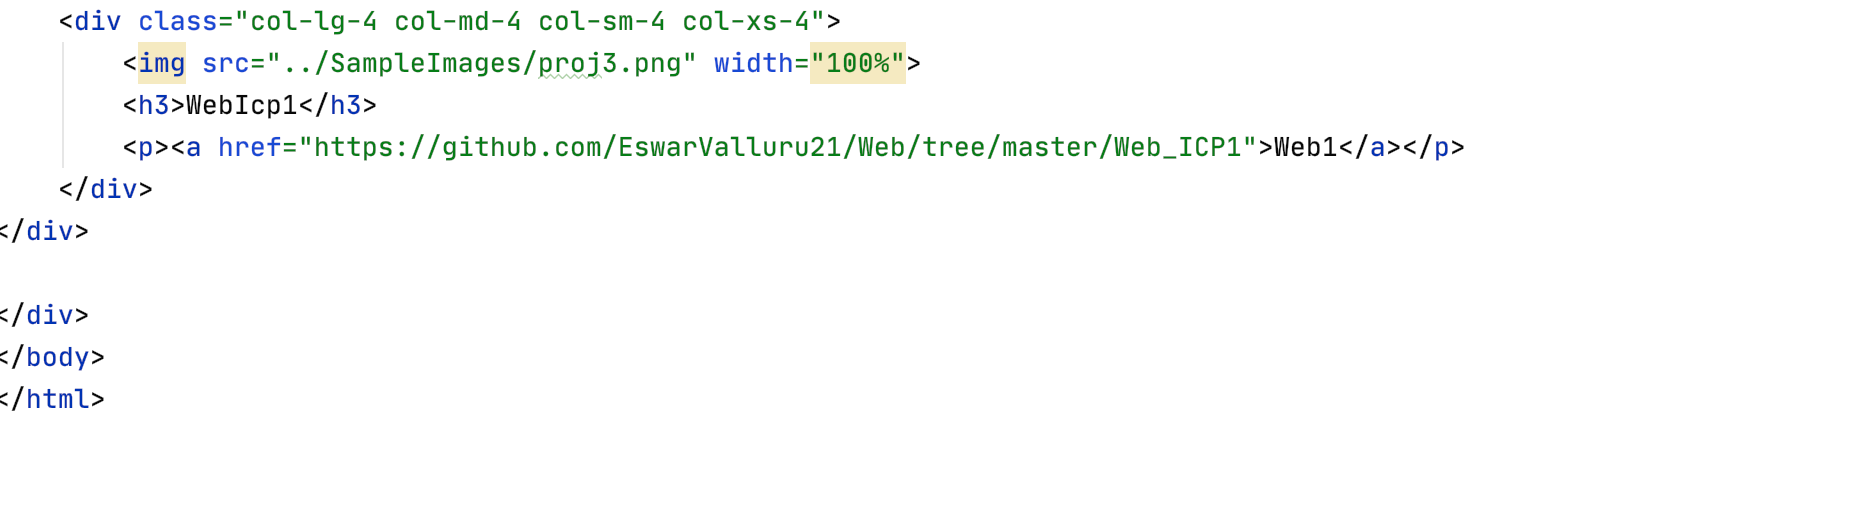 <div class="col-lg-4 col-md-4 col-sm-4 col-xs-4">
<img src="../SampleImages/proj3.png" width="100%">
<h3>WebIcp1</h3>
<p><a href="https://github.com/EswarValluru21/Web/tree/master/Web_ICP1">Web1</a></p>
</div>
</div>
</div>
</body>
</html>